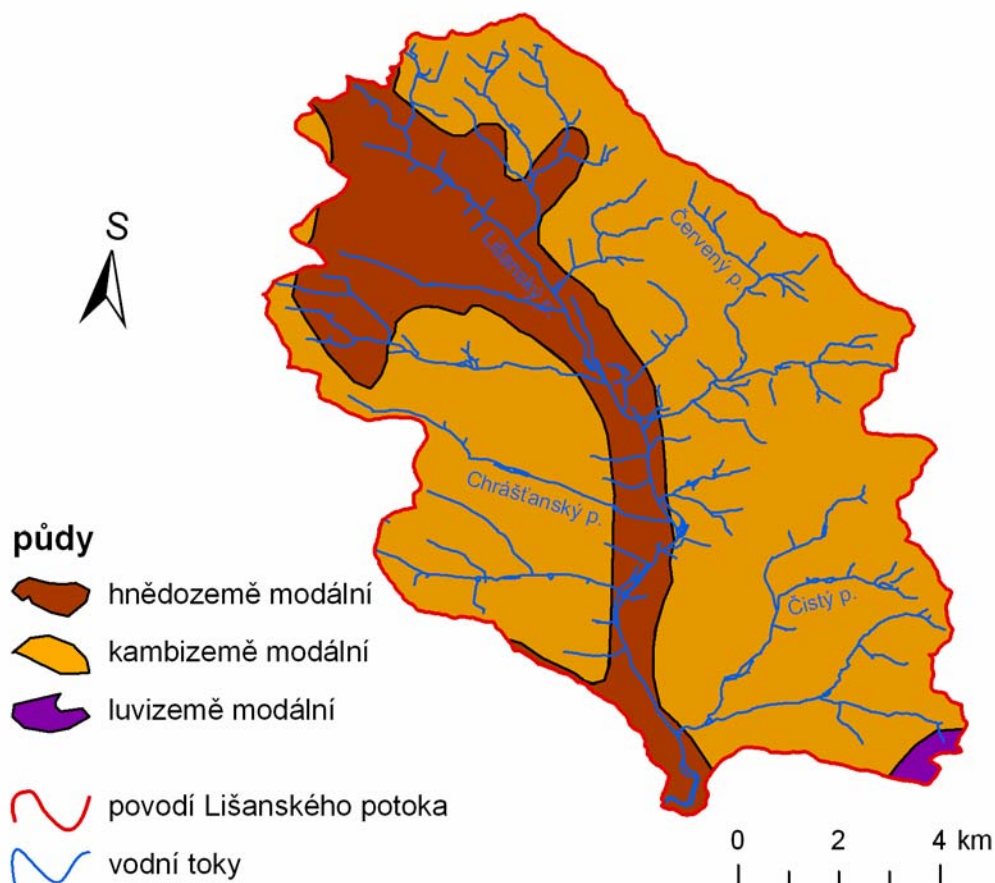 S
Lišanský p.
Červený p.
Chrášťanský p.
Čistý p.
půdy
hnědozemě modální
kambizemě modální
luvizemě modální
povodí Lišanského potoka
vodní toky
0 2 4 km